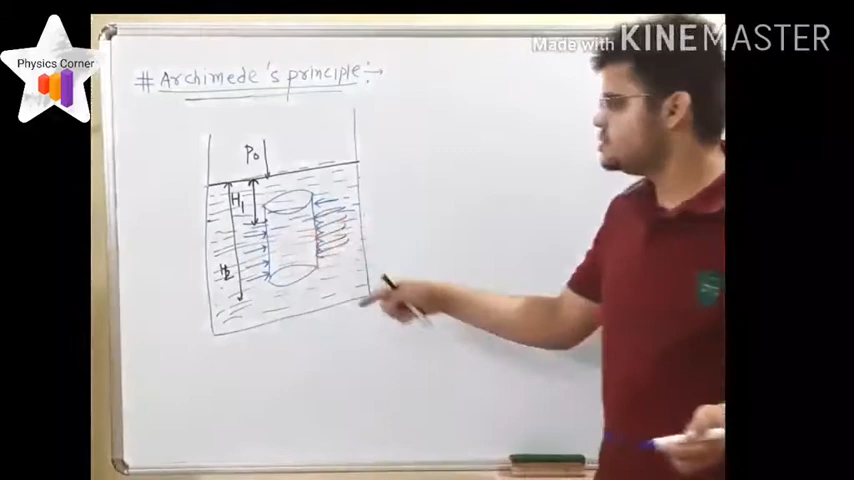 Physics Corner
Made with KINEMASTER
# Archimede's principle :→
P₀
H₁
H₂